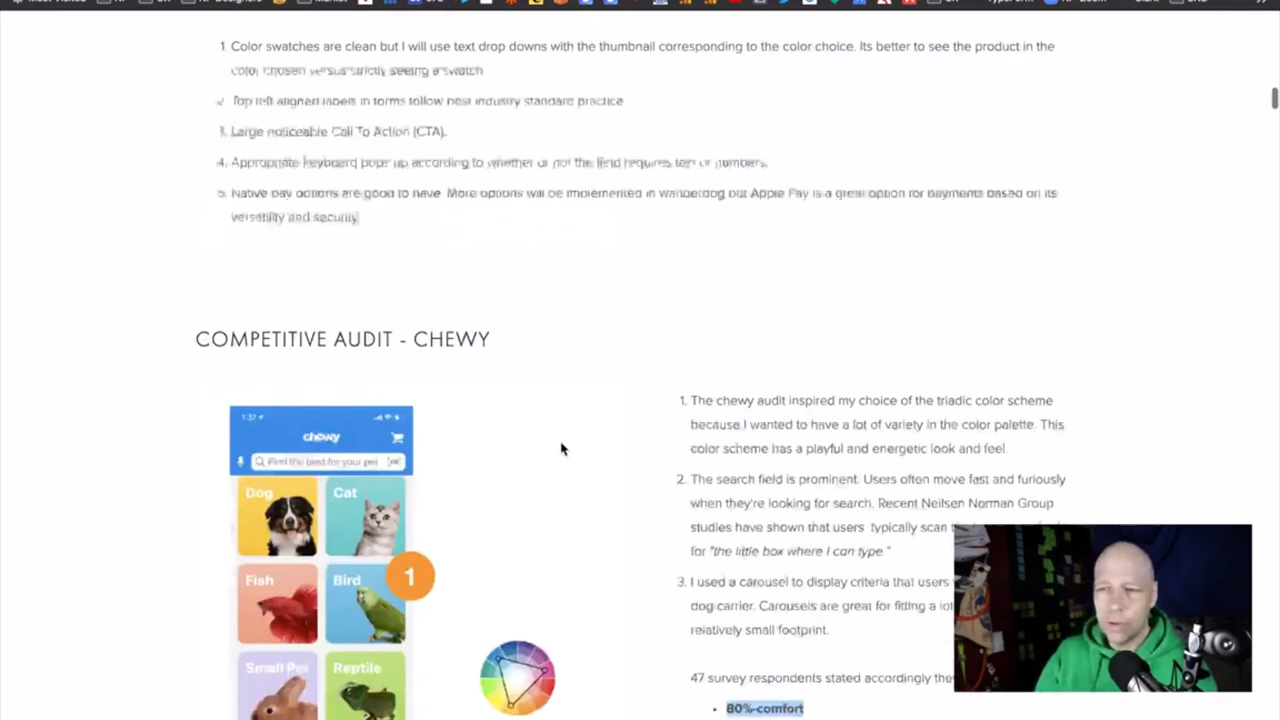 1. Color swatches are clean but I will use text drop downs with the thumbnail corresponding to the color choice. Its better to see the product in the
color chosen versus strictly seeing a swatch
Top left aligned labels in forms follow best industry standard practice
3. Large noticeable Call To Action (CTA).
4. Appropriate keyboard pops up according to whether or not the field requires text or numbers.
Native pay options are good to have. More options will be implemented in wanderdog but Apple Pay is a great option for payments based on its
versatility and security
COMPETITIVE AUDIT - CHEWY
1:37
chewy
Find the best for your pet
Dog
Cat
Fish
Bird
1
Small Pet
Reptile
1. The chewy audit inspired my choice of the triadic color scheme
because I wanted to have a lot of variety in the color palette. This
color scheme has a playful and energetic look and feel.
2. The search field is prominent. Users often move fast and furiously
when they're looking for search. Recent Neilsen Norman Group
studies have shown that users typically scan
for "the little box where I can type."
3. I used a carousel to display criteria that users
dog carrier. Carousels are great for fitting a lot
relatively small footprint.
47 survey respondents stated accordingly
• 80%-comfort